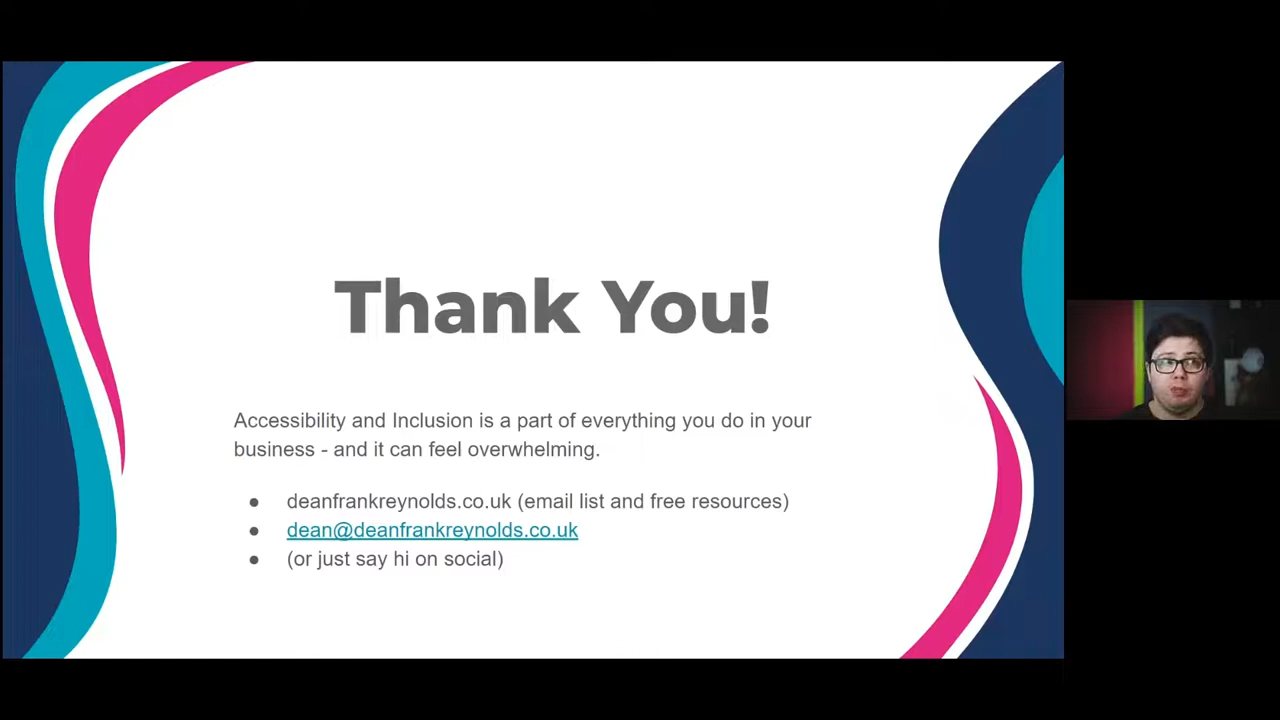 Thank You!
Accessibility and Inclusion is a part of everything you do in your
business - and it can feel overwhelming.
● deanfrankreynolds.co.uk (email list and free resources)
● dean@deanfrankreynolds.co.uk
● (or just say hi on social)